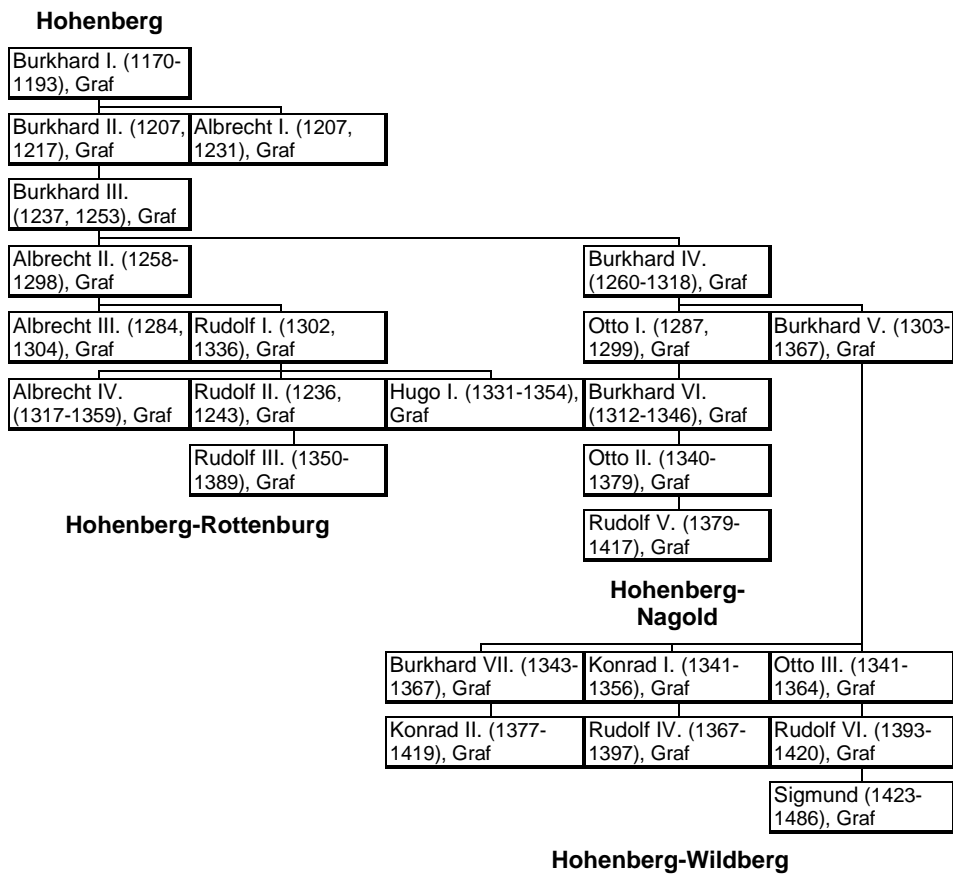 Hohenberg
Burkhard I. (1170-
1193), Graf
Burkhard II. (1207,
1217), Graf
Albrecht I. (1207,
1231), Graf
Burkhard III.
(1237, 1253), Graf
Albrecht II. (1258-
1298), Graf
Burkhard IV.
(1260-1318), Graf
Albrecht III. (1284,
1304), Graf
Rudolf I. (1302,
1336), Graf
Otto I. (1287,
1299), Graf
Burkhard V. (1303-
1367), Graf
Albrecht IV.
(1317-1359), Graf
Rudolf II. (1236,
1243), Graf
Hugo I. (1331-1354),
Graf
Burkhard VI.
(1312-1346), Graf
Rudolf III. (1350-
1389), Graf
Otto II. (1340-
1379), Graf
Hohenberg-Rottenburg
Rudolf V. (1379-
1417), Graf
Hohenberg-
Nagold
Burkhard VII. (1343-
1367), Graf
Konrad I. (1341-
1356), Graf
Otto III. (1341-
1364), Graf
Konrad II. (1377-
1419), Graf
Rudolf IV. (1367-
1397), Graf
Rudolf VI. (1393-
1420), Graf
Sigmund (1423-
1486), Graf
Hohenberg-Wildberg